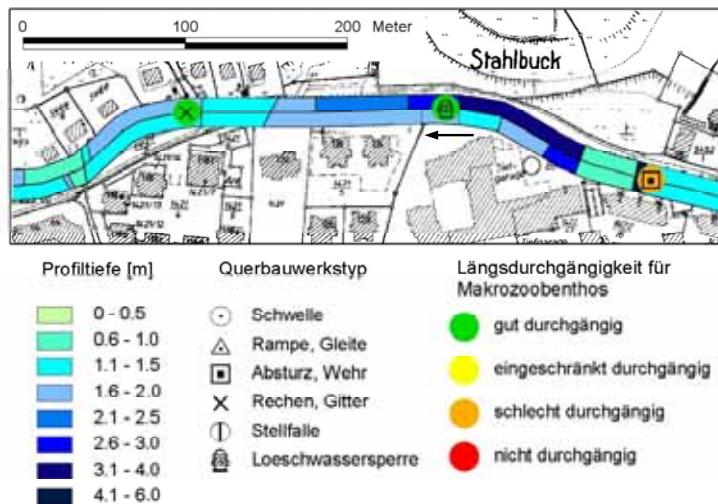 0 100 200 Meter
Stahlbuck
Profiltiefe [m]
0 - 0.5
0.6 - 1.0
1.1 - 1.5
1.6 - 2.0
2.1 - 2.5
2.6 - 3.0
3.1 - 4.0
4.1 - 6.0
Querbauwerkstyp
Schwelle
Rampe, Gleite
Absturz, Wehr
Rechen, Gitter
Stellfalle
Loeschwassersperre
Längsdurchgängigkeit für
Makrozoobenthos
gut durchgängig
eingeschränkt durchgängig
schlecht durchgängig
nicht durchgängig